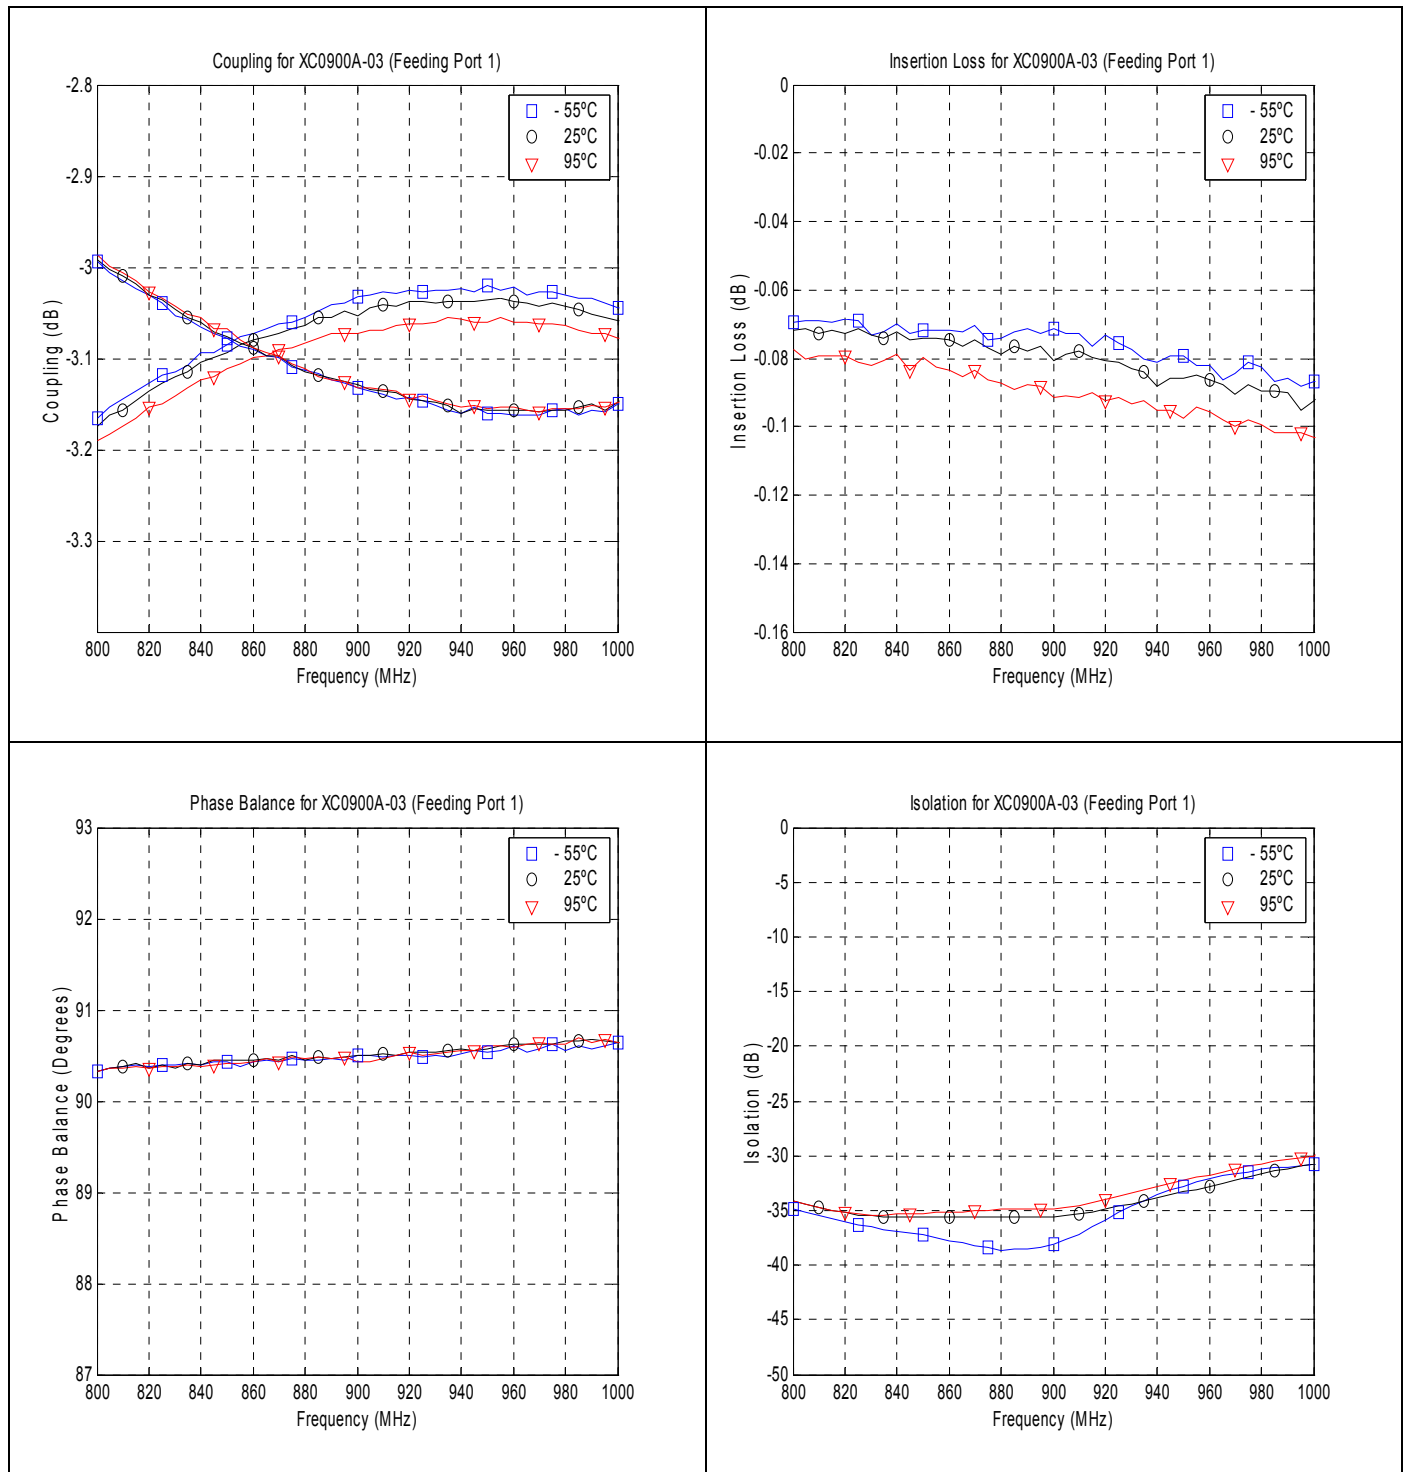 Coupling for XC0900A-03 (Feeding Port 1)
-2.8
-2.9
-3
-3.1
-3.2
-3.3
Coupling (dB)
- 55ºC
25ºC
95ºC
800 820 840 860 880 900 920 940 960 980 1000
Frequency (MHz)
Insertion Loss for XC0900A-03 (Feeding Port 1)
0
-0.02
-0.04
-0.06
-0.08
-0.1
-0.12
-0.14
-0.16
Insertion Loss (dB)
- 55ºC
25ºC
95ºC
800 820 840 860 880 900 920 940 960 980 1000
Frequency (MHz)
Phase Balance for XC0900A-03 (Feeding Port 1)
93
92
91
90
89
88
87
Phase Balance (Degrees)
- 55ºC
25ºC
95ºC
800 820 840 860 880 900 920 940 960 980 1000
Frequency (MHz)
Isolation for XC0900A-03 (Feeding Port 1)
0
-5
-10
-15
-20
-25
-30
-35
-40
-45
-50
Isolation (dB)
- 55ºC
25ºC
95ºC
800 820 840 860 880 900 920 940 960 980 1000
Frequency (MHz)